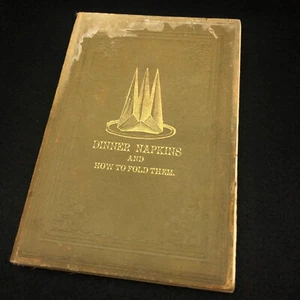 DINNER NAPKINS
AND
HOW TO FOLD THEM.